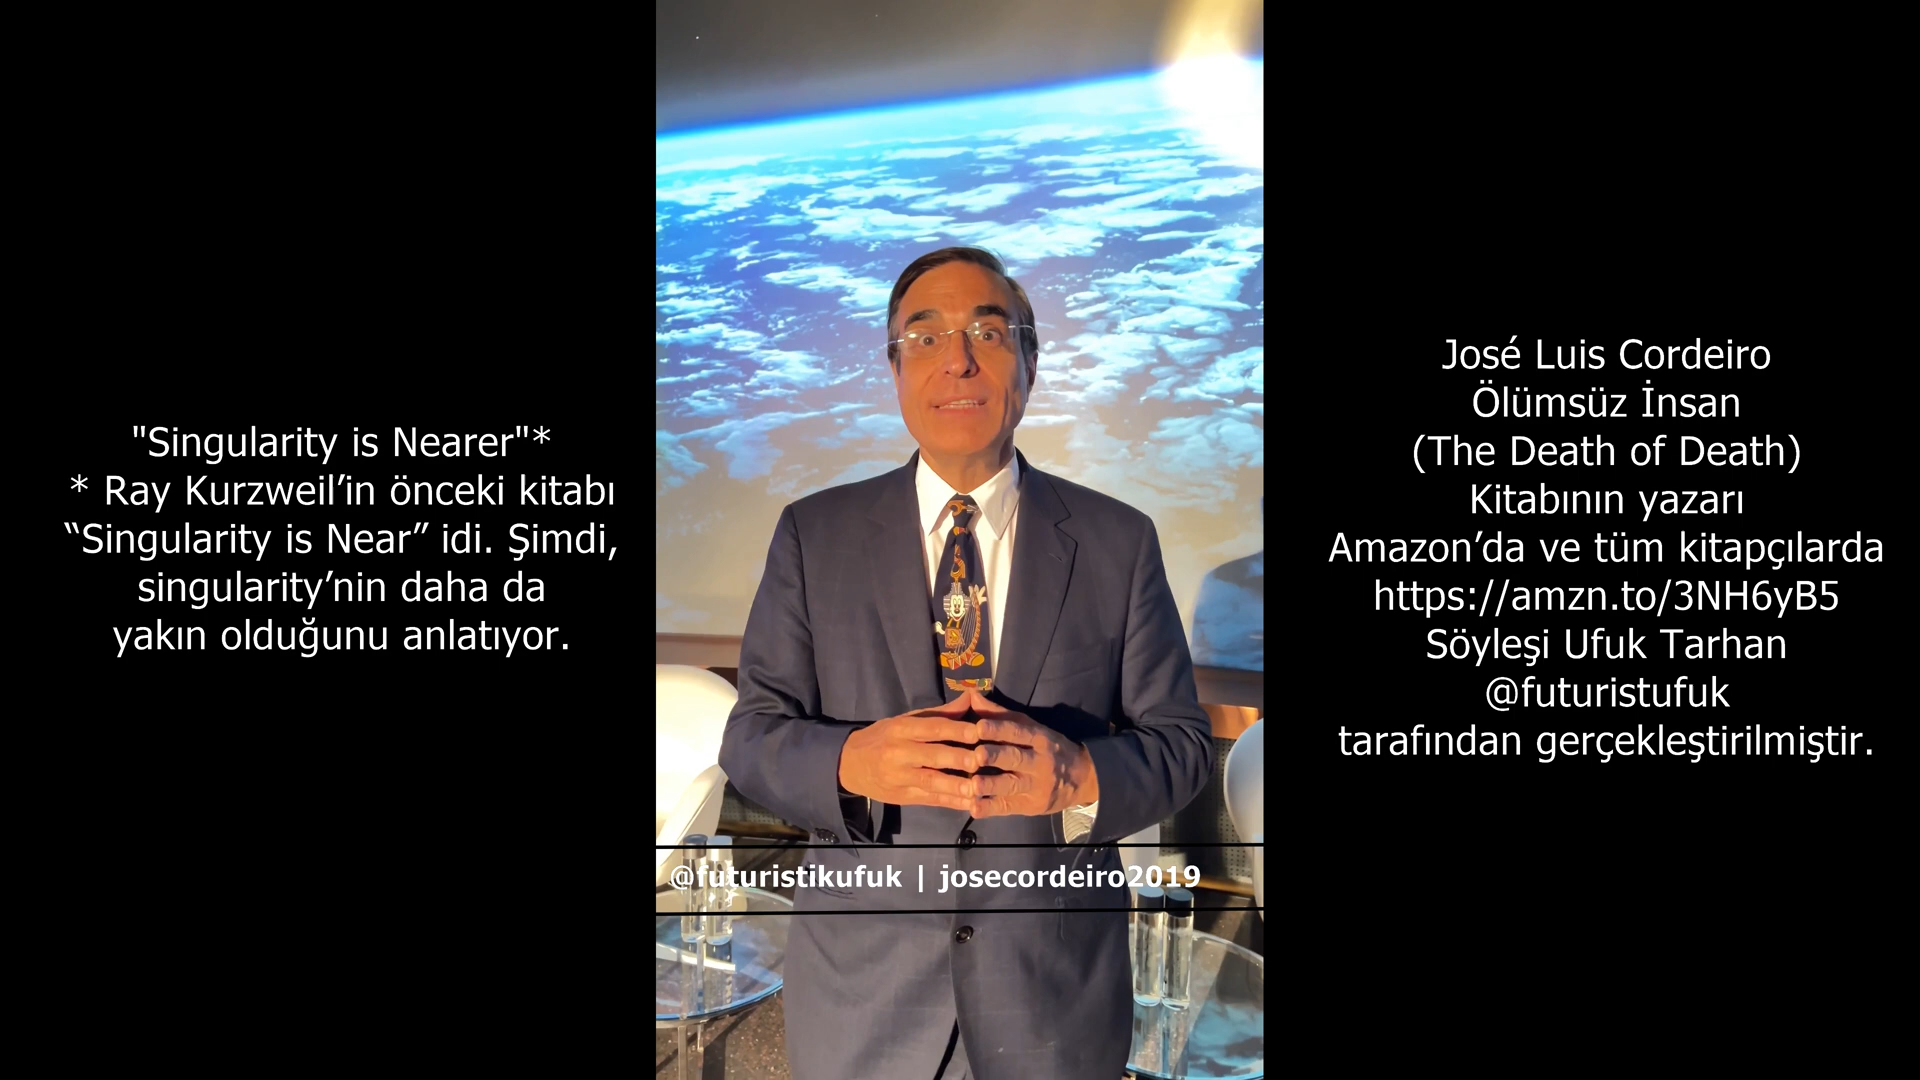 "Singularity is Nearer"*
* Ray Kurzweil’in önceki kitabı
“Singularity is Near” idi. Şimdi,
singularity’nin daha da
yakın olduğunu anlatıyor.
@futuristikufuk | josecordeiro2019
José Luis Cordeiro
Ölümsüz İnsan
(The Death of Death)
Kitabının yazarı
Amazon’da ve tüm kitapçılarda
https://amzn.to/3NH6yB5
Söyleşi Ufuk Tarhan
@futuristufuk
tarafından gerçekleştirilmiştir.